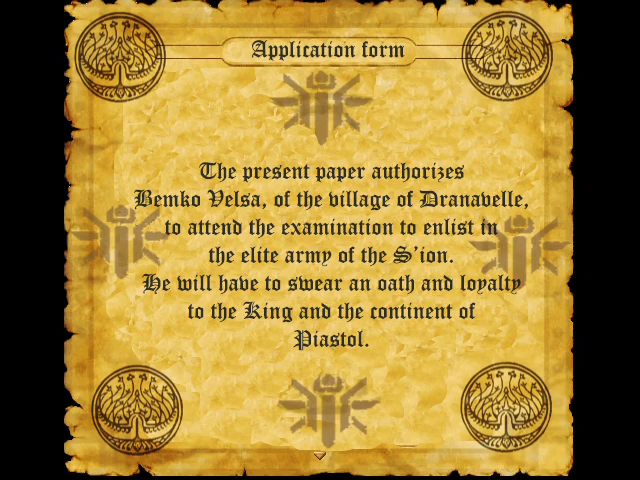 Application form
The present paper authorizes
Bemko Velsa, of the village of Dranavelle,
to attend the examination to enlist in
the elite army of the S'ion.
He will have to swear an oath and loyalty
to the King and the continent of
Piastol.